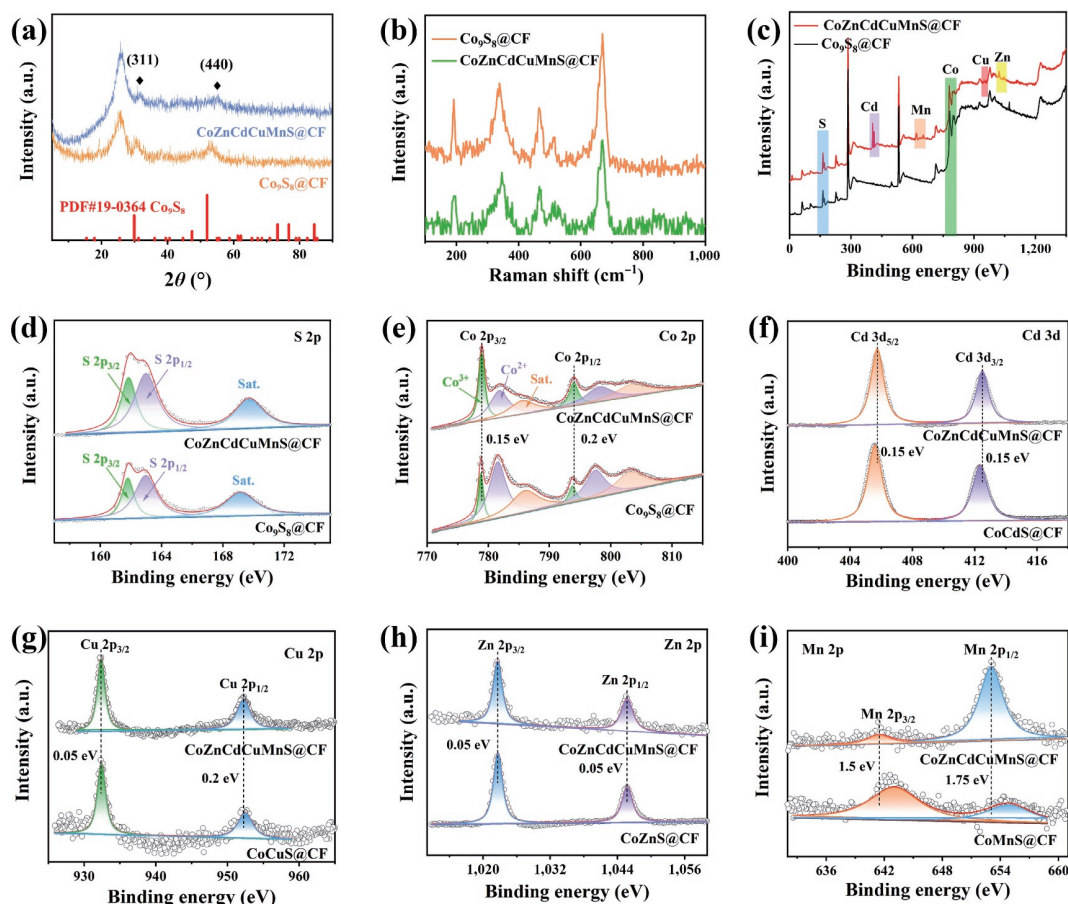 (a)
Intensity (a.u.)
(311)
(440)
CoZnCdCuMnS@CF
Co₉S₈@CF
PDF#19-0364 Co₉S₈
20 40 60 80
2θ (°)
(b)
Intensity (a.u.)
Co₉S₈@CF
CoZnCdCuMnS@CF
200 400 600 800 1,000
Raman shift (cm⁻¹)
(c)
Intensity (a.u.)
CoZnCdCuMnS@CF
Co₉S₈@CF
S
Cd
Mn
Co
Cu
Zn
0 300 600 900 1,200
Binding energy (eV)
(d)
Intensity (a.u.)
S 2p
S 2p₃/₂
S 2p₁/₂
Sat.
CoZnCdCuMnS@CF
S 2p₃/₂
S 2p₁/₂
Sat.
Co₉S₈@CF
160 164 168 172
Binding energy (eV)
(e)
Intensity (a.u.)
Co 2p₃/₂
Co 2p
Co 2p₁/₂
Co³⁺
Co²⁺
Sat.
CoZnCdCuMnS@CF
0.15 eV
0.2 eV
Co₉S₈@CF
770 780 790 800 810
Binding energy (eV)
(f)
Intensity (a.u.)
Cd 3d
Cd 3d₅/₂
Cd 3d₃/₂
CoZnCdCuMnS@CF
0.15 eV
0.15 eV
CoCdS@CF
400 404 408 412 416
Binding energy (eV)
(g)
Intensity (a.u.)
Cu 2p₃/₂
Cu 2p
Cu 2p₁/₂
CoZnCdCuMnS@CF
0.05 eV
0.2 eV
CoCuS@CF
930 940 950 960
Binding energy (eV)
(h)
Intensity (a.u.)
Zn 2p₃/₂
Zn 2p
Zn 2p₁/₂
CoZnCdCuMnS@CF
0.05 eV
0.05 eV
CoZnS@CF
1,020 1,032 1,044 1,056
Binding energy (eV)
(i)
Intensity (a.u.)
Mn 2p
Mn 2p₁/₂
Mn 2p₃/₂
CoZnCdCuMnS@CF
1.5 eV
1.75 eV
CoMnS@CF
636 642 648 654 660
Binding energy (eV)